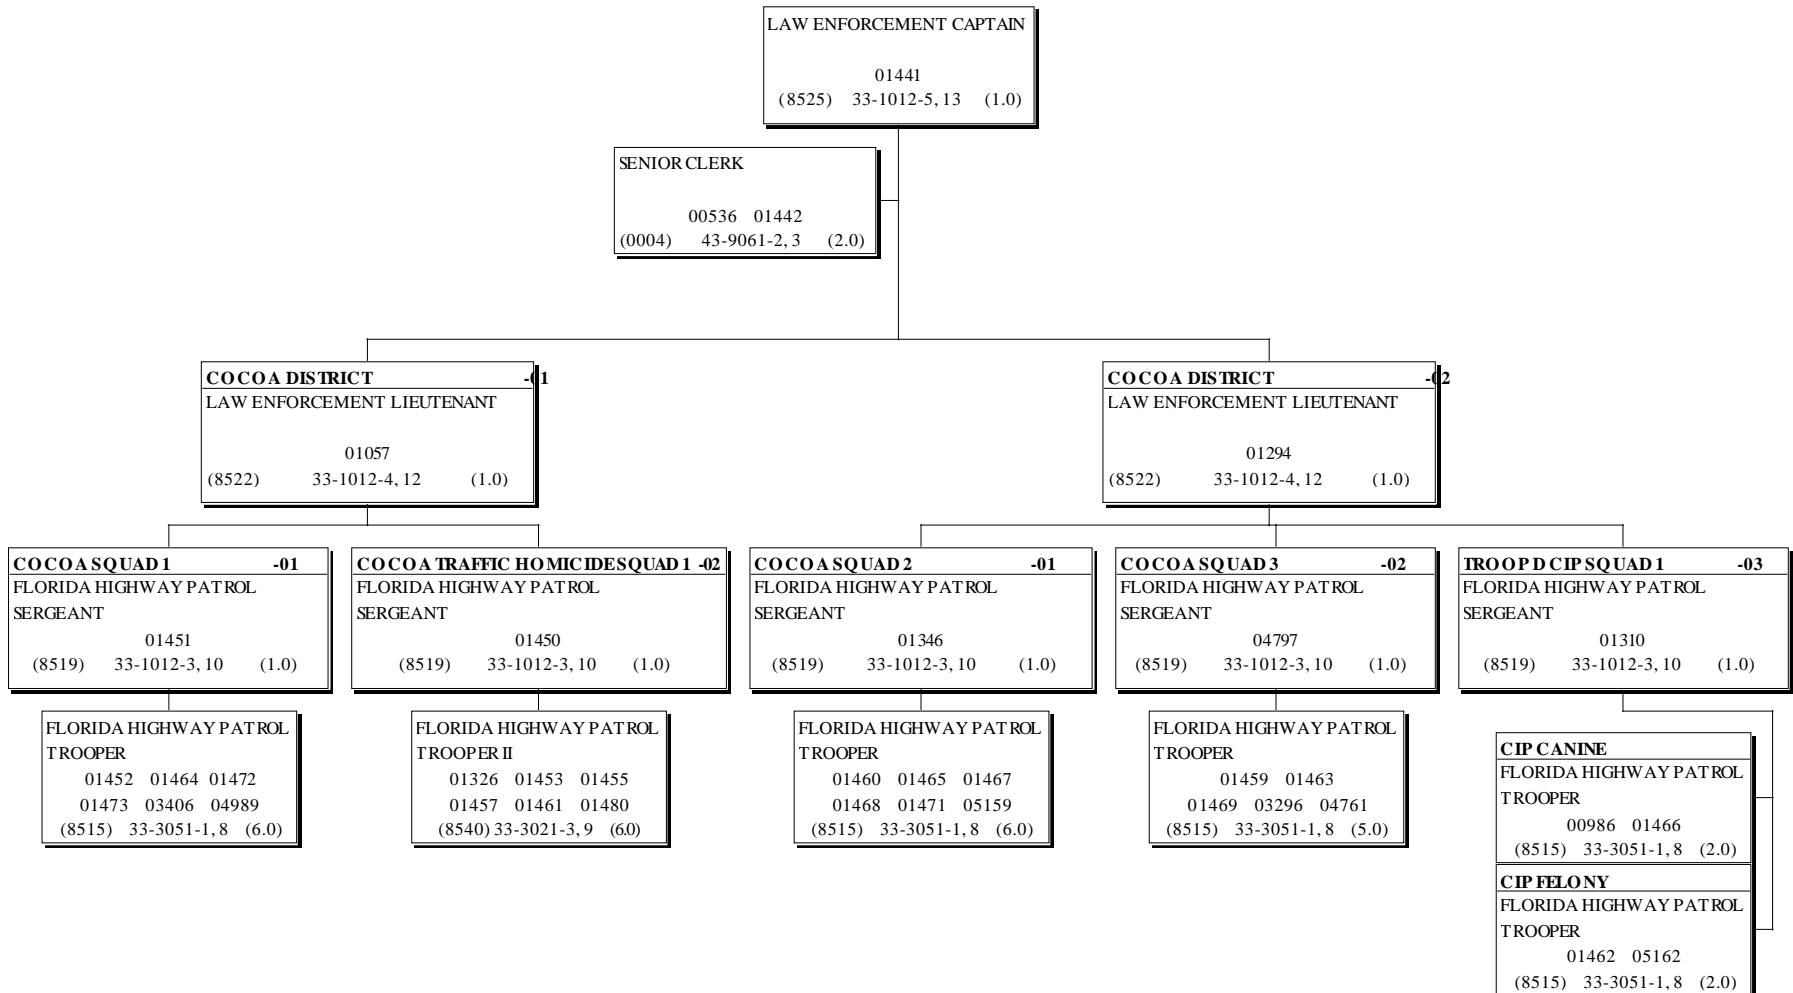 LAW ENFORCEMENT CAPTAIN
01441
(8525) 33-1012-5, 13 (1.0)
SENIOR CLERK
00536 01442
(0004) 43-9061-2, 3 (2.0)
COCOA DISTRICT -01
LAW ENFORCEMENT LIEUTENANT
01057
(8522) 33-1012-4, 12 (1.0)
COCOA DISTRICT -02
LAW ENFORCEMENT LIEUTENANT
01294
(8522) 33-1012-4, 12 (1.0)
COCOA SQUAD 1 -01
FLORIDA HIGHWAY PATROL
SERGEANT
01451
(8519) 33-1012-3, 10 (1.0)
COCOA TRAFFIC HOMICIDE SQUAD 1 -02
FLORIDA HIGHWAY PATROL
SERGEANT
01450
(8519) 33-1012-3, 10 (1.0)
COCOA SQUAD 2 -01
FLORIDA HIGHWAY PATROL
SERGEANT
01346
(8519) 33-1012-3, 10 (1.0)
COCOA SQUAD 3 -02
FLORIDA HIGHWAY PATROL
SERGEANT
04797
(8519) 33-1012-3, 10 (1.0)
TROOP D CIP SQUAD 1 -03
FLORIDA HIGHWAY PATROL
SERGEANT
01310
(8519) 33-1012-3, 10 (1.0)
FLORIDA HIGHWAY PATROL
TROOPER
01452 01464 01472
01473 03406 04989
(8515) 33-3051-1, 8 (6.0)
FLORIDA HIGHWAY PATROL
TROOPER II
01326 01453 01455
01457 01461 01480
(8540) 33-3021-3, 9 (6.0)
FLORIDA HIGHWAY PATROL
TROOPER
01460 01465 01467
01468 01471 05159
(8515) 33-3051-1, 8 (6.0)
FLORIDA HIGHWAY PATROL
TROOPER
01459 01463
01469 03296 04761
(8515) 33-3051-1, 8 (5.0)
CIP CANINE
FLORIDA HIGHWAY PATROL
TROOPER
00986 01466
(8515) 33-3051-1, 8 (2.0)
CIP FELONY
FLORIDA HIGHWAY PATROL
TROOPER
01462 05162
(8515) 33-3051-1, 8 (2.0)